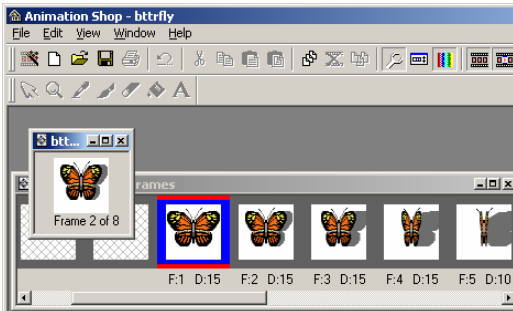 Animation Shop - bttrfly
File Edit View Window Help
A
btt...
Frame 2 of 8
rames
F:1 D:15 F:2 D:15 F:3 D:15 F:4 D:15 F:5 D:10